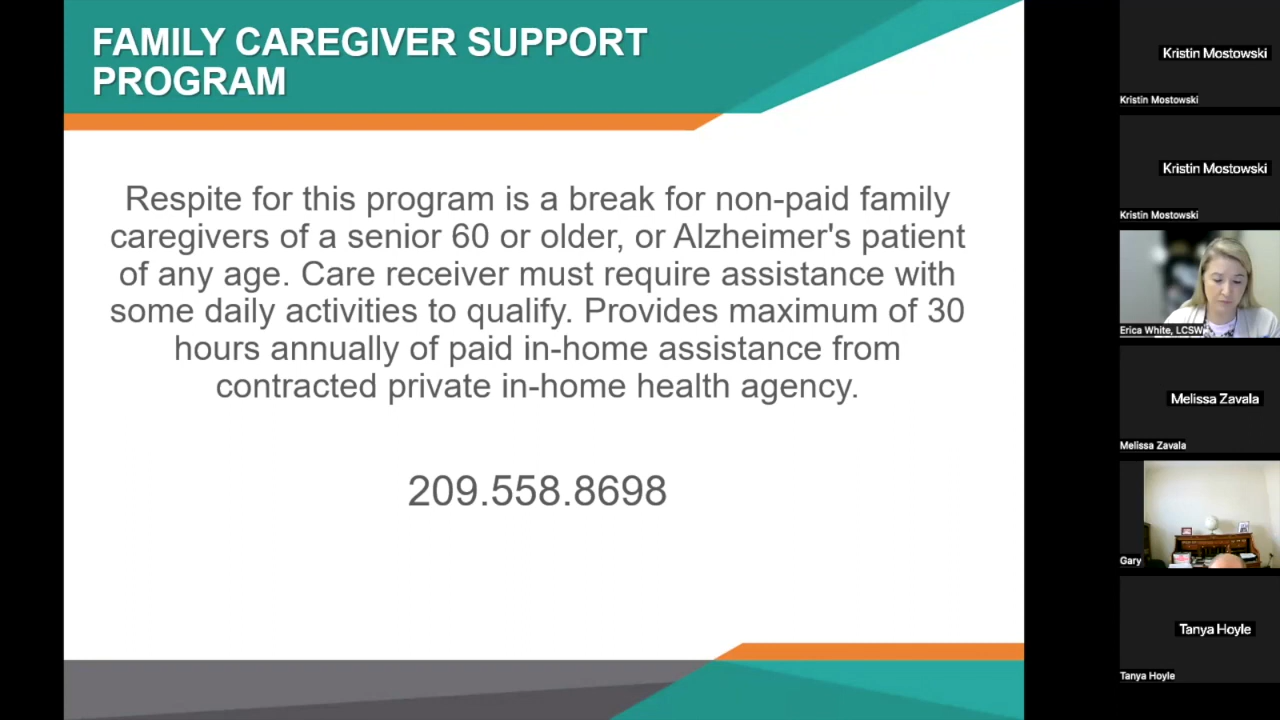 FAMILY CAREGIVER SUPPORT
PROGRAM
Respite for this program is a break for non-paid family
caregivers of a senior 60 or older, or Alzheimer's patient
of any age. Care receiver must require assistance with
some daily activities to qualify. Provides maximum of 30
hours annually of paid in-home assistance from
contracted private in-home health agency.
209.558.8698
Kristin Mostowski
Kristin Mostowski
Kristin Mostowski
Kristin Mostowski
Erica White, LCSW
Melissa Zavala
Melissa Zavala
Gary
Tanya Hoyle
Tanya Hoyle